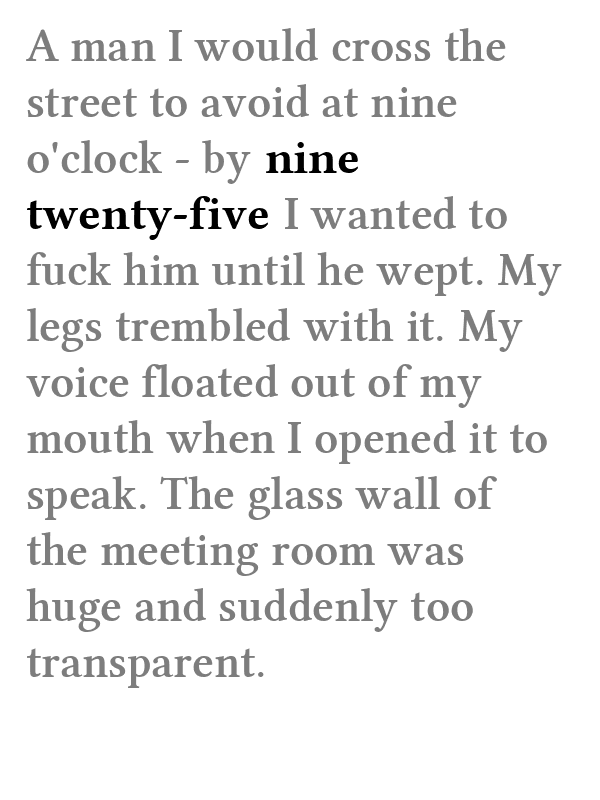 A man I would cross the
street to avoid at nine
o'clock - by nine
twenty-five I wanted to
fuck him until he wept. My
legs trembled with it. My
voice floated out of my
mouth when I opened it to
speak. The glass wall of
the meeting room was
huge and suddenly too
transparent.